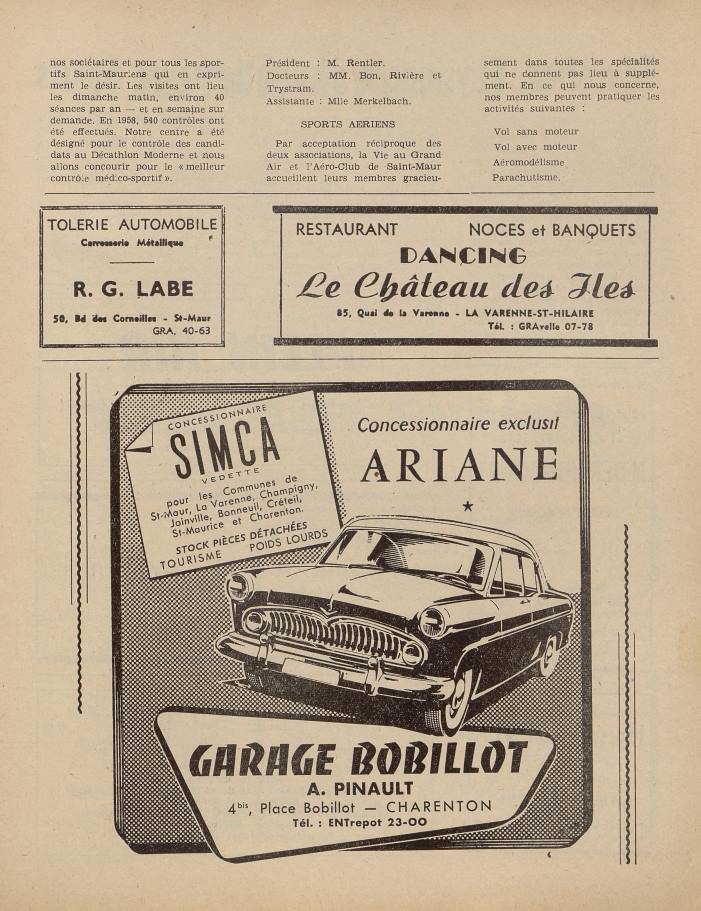 nos sociétaires et pour tous les spor-
tifs Saint-Mauriens qui en expri-
ment le désir. Les visites ont lieu
les dimanche matin, environ 40
séances par an — et en semaine sur
demande. En 1958, 540 contrôles ont
été effectués. Notre centre a été
désigné pour le contrôle des candi-
dats au Décathlon Moderne et nous
allons concourir pour le « meilleur
contrôle médico-sportif ».
Président : M. Rentler.
Docteurs : MM. Bon, Rivière et
Trystram.
Assistante : Mlle Merkelbach.
SPORTS AERIENS
Par acceptation réciproque des
deux associations, la Vie au Grand
Air et l'Aéro-Club de Saint-Maur
accueillent leurs membres gracieu-
sement dans toutes les spécialités
qui ne donnent pas lieu à supplé-
ment. En ce qui nous concerne,
nos membres peuvent pratiquer les
activités suivantes :
Vol sans moteur
Vol avec moteur
Aéromodélisme
Parachutisme.
TOLERIE AUTOMOBILE
Carrosserie Métallique
R. G. LABE
50, Bd des Corneilles - St-Maur
GRA. 40-63
RESTAURANT NOCES et BANQUETS
DANCING
Le Château des Iles
85, Quai de la Varenne - LA VARENNE-ST-HILAIRE
Tél. : GRAvelle 07-78
CONCESSIONNAIRE
SIMCA
VEDETTE
pour les Communes de
St-Maur, La Varenne, Champigny,
Joinville, Bonneuil, Créteil,
St-Maurice et Charenton.
STOCK PIÈCES DÉTACHÉES
TOURISME POIDS LOURDS
Concessionnaire exclusif
ARIANE
GARAGE BOBILLOT
A. PINAULT
4bis, Place Bobillot — CHARENTON
Tél. : ENTrepot 23-00